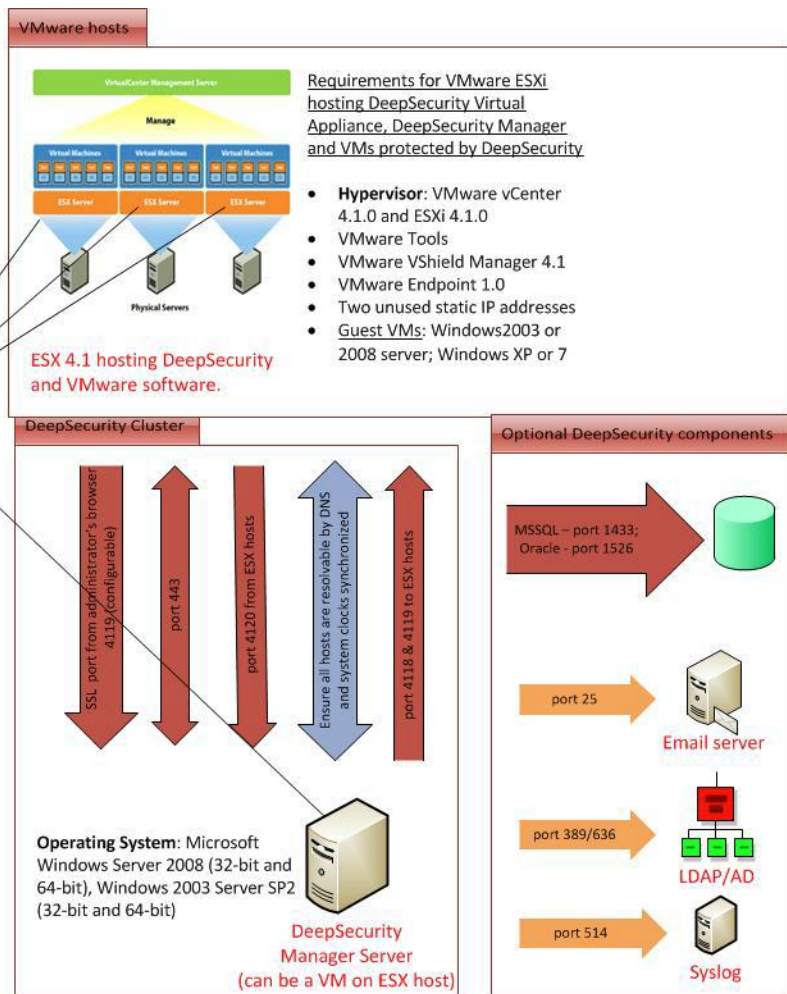 VMware hosts
VirtualCenter Management Server
Manage
Virtual Machines
Virtual Machines
Virtual Machines
ESX Server
ESX Server
ESX Server
Physical Servers
ESX 4.1 hosting DeepSecurity
and VMware software.
Requirements for VMware ESXi
hosting DeepSecurity Virtual
Appliance, DeepSecurity Manager
and VMs protected by DeepSecurity
• Hypervisor: VMware vCenter
4.1.0 and ESXi 4.1.0
• VMware Tools
• VMware VShield Manager 4.1
• VMware Endpoint 1.0
• Two unused static IP addresses
• Guest VMs: Windows2003 or
2008 server; Windows XP or 7
DeepSecurity Cluster
SSL port from administrator's browser
4119 (configurable)
port 443
port 4120 from ESX hosts
Ensure all hosts are resolvable by DNS
and system clocks synchronized
port 4118 & 4119 to ESX hosts
Operating System: Microsoft
Windows Server 2008 (32-bit and
64-bit), Windows 2003 Server SP2
(32-bit and 64-bit)
DeepSecurity
Manager Server
(can be a VM on ESX host)
Optional DeepSecurity components
MSSQL – port 1433;
Oracle - port 1526
port 25
Email server
port 389/636
LDAP/AD
port 514
Syslog